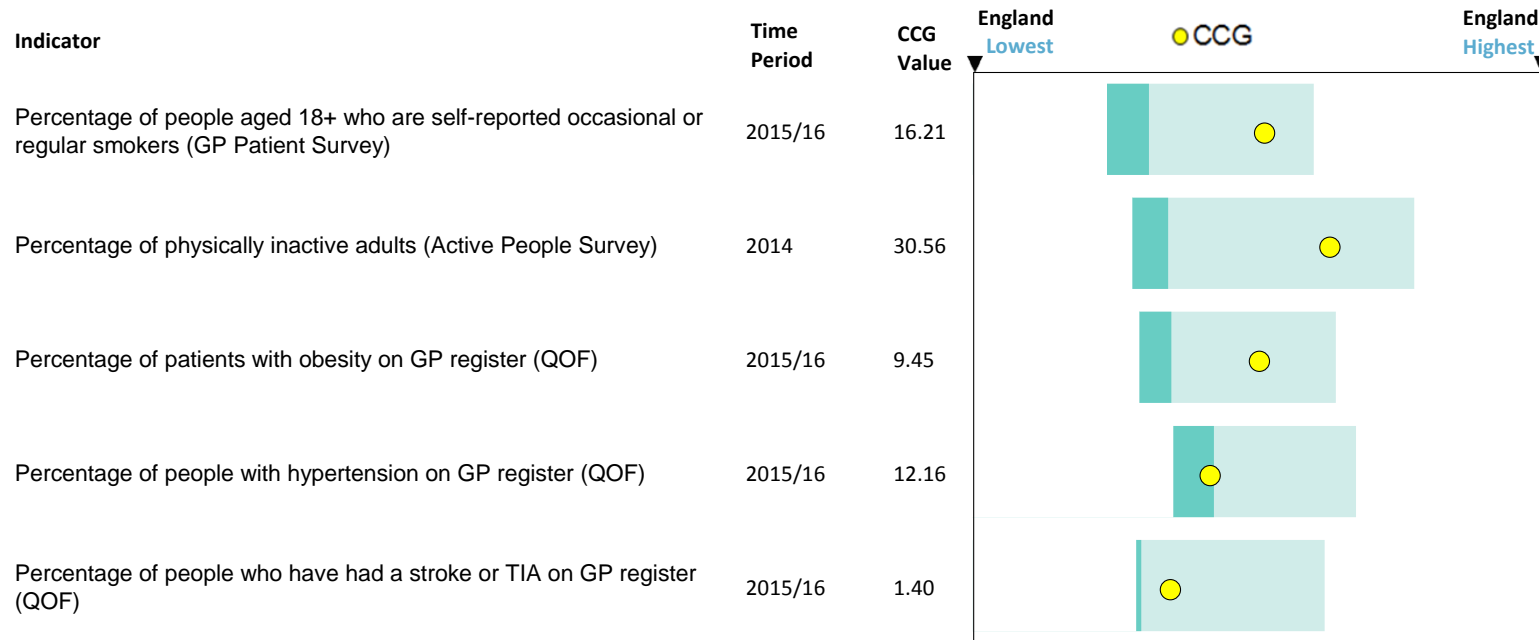 Indicator
Time
Period
CCG
Value
England
Lowest
CCG
England
Highest
Percentage of people aged 18+ who are self-reported occasional or
regular smokers (GP Patient Survey)
2015/16
16.21
Percentage of physically inactive adults (Active People Survey)
2014
30.56
Percentage of patients with obesity on GP register (QOF)
2015/16
9.45
Percentage of people with hypertension on GP register (QOF)
2015/16
12.16
Percentage of people who have had a stroke or TIA on GP register
(QOF)
2015/16
1.40